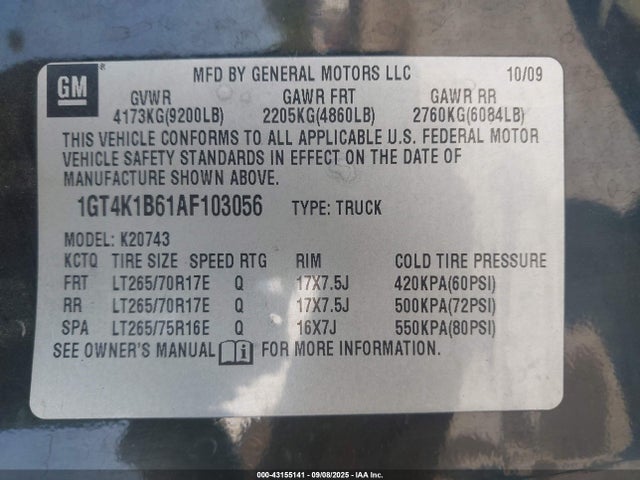 GM® MFD BY GENERAL MOTORS LLC 10/09
GVWR GAWR FRT GAWR RR
4173KG(9200LB) 2205KG(4860LB) 2760KG(6084LB)
THIS VEHICLE CONFORMS TO ALL APPLICABLE U.S. FEDERAL MOTOR
VEHICLE SAFETY STANDARDS IN EFFECT ON THE DATE OF
MANUFACTURE SHOWN ABOVE.
1GT4K1B61AF103056 TYPE: TRUCK
MODEL: K20743
KCTQ TIRE SIZE SPEED RTG RIM COLD TIRE PRESSURE
FRT LT265/70R17E Q 17X7.5J 420KPA(60PSI)
RR LT265/70R17E Q 17X7.5J 500KPA(72PSI)
SPA LT265/75R16E Q 16X7J 550KPA(80PSI)
SEE OWNER'S MANUAL i FOR MORE INFORMATION.
000-43155141 - 09/08/2025 - IAA Inc.